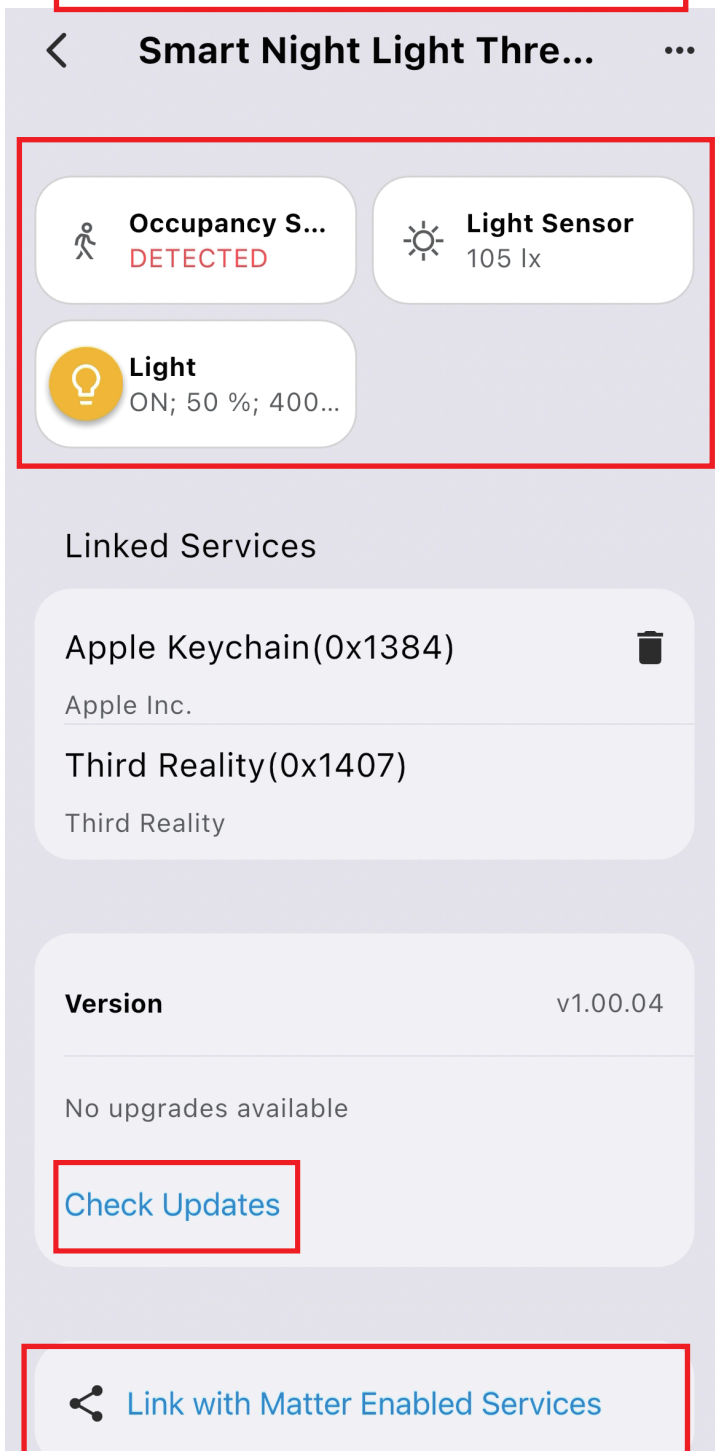 Smart Night Light Thre...
Occupancy S...
DETECTED
Light Sensor
105 lx
Light
ON; 50 %; 400...
Linked Services
Apple Keychain(0x1384)
Apple Inc.
Third Reality(0x1407)
Third Reality
Version
v1.00.04
No upgrades available
Check Updates
Link with Matter Enabled Services